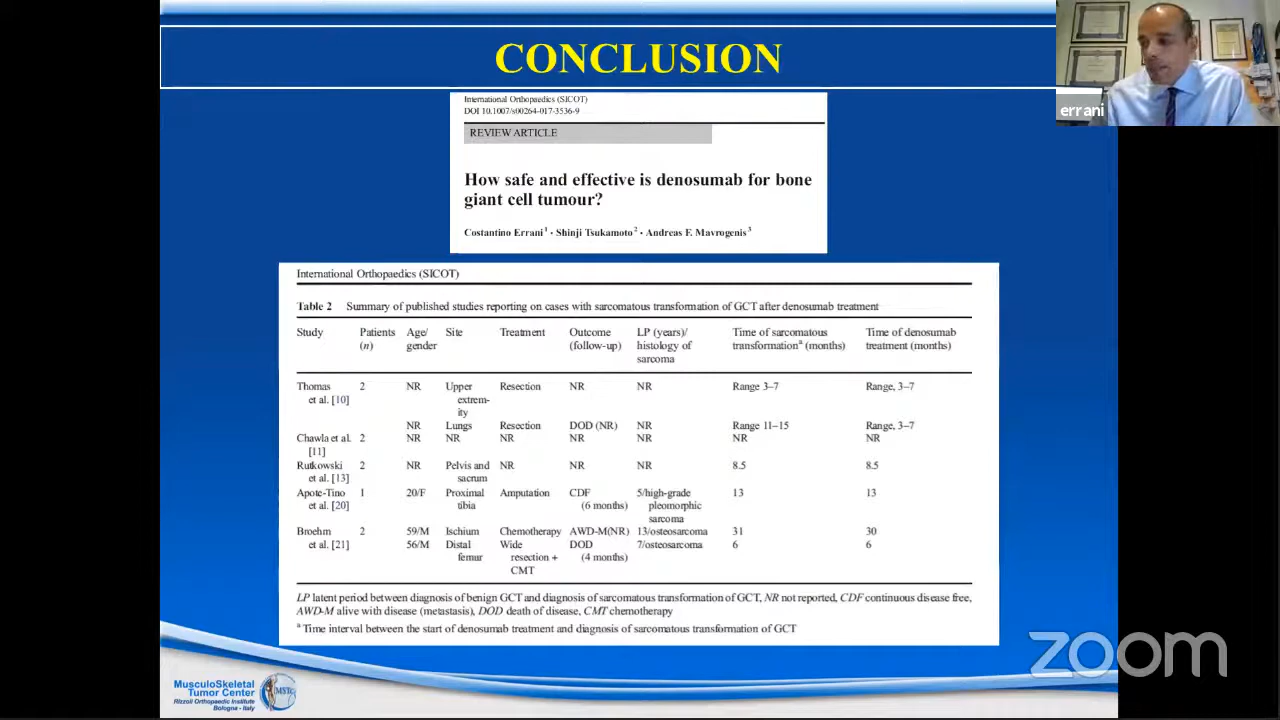 CONCLUSION
errani
International Orthopaedics (SICOT)
DOI 10.1007/s00264-017-3536-9
REVIEW ARTICLE
How safe and effective is denosumab for bone
giant cell tumour?
Costantino Errani 1 · Shinji Tsukamoto 2 · Andreas F. Mavrogenis 3
International Orthopaedics (SICOT)
Table 2 Summary of published studies reporting on cases with sarcomatous transformation of GCT after denosumab treatment
Study Patients Age/ Site Treatment Outcome LP (years)/ Time of sarcomatous Time of denosumab
(n) gender (follow-up) histology of transformation a (months) treatment (months)
sarcoma
Thomas 2 NR Upper Resection NR NR Range 3–7 Range, 3–7
et al. [10] extrem-
ity
NR Lungs Resection DOD (NR) NR Range 11–15 Range, 3–7
Chawla et al. 2 NR NR NR NR NR NR NR
[11]
Rutkowski 2 NR Pelvis and NR NR NR 8.5 8.5
et al. [13] sacrum
Apote-Tino 1 20/F Proximal Amputation CDF 5/high-grade 13 13
et al. [20] tibia (6 months) pleomorphic
sarcoma
Broehm 2 59/M Ischium Chemotherapy AWD-M(NR) 13/osteosarcoma 31 30
et al. [21] 56/M Distal Wide DOD 7/osteosarcoma 6 6
femur resection + (4 months)
CMT
LP latent period between diagnosis of benign GCT and diagnosis of sarcomatous transformation of GCT, NR not reported, CDF continuous disease free,
AWD-M alive with disease (metastasis), DOD death of disease, CMT chemotherapy
a Time interval between the start of denosumab treatment and diagnosis of sarcomatous transformation of GCT
zoom
MusculoSkeletal
Tumor Center
Rizzoli Orthopaedic Institute
Bologna - Italy